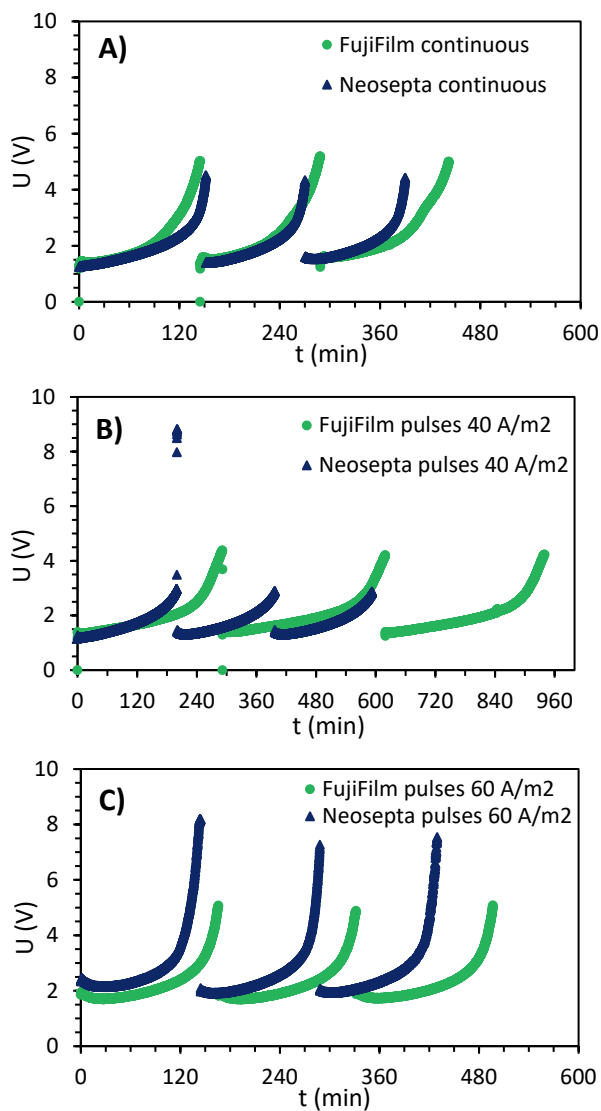 A)
FujiFilm continuous
Neosepta continuous
U (V)
10
8
6
4
2
0
0 120 240 360 480 600
t (min)
B)
FujiFilm pulses 40 A/m2
Neosepta pulses 40 A/m2
U (V)
10
8
6
4
2
0
0 120 240 360 480 600 720 840 960
t (min)
C)
FujiFilm pulses 60 A/m2
Neosepta pulses 60 A/m2
U (V)
10
8
6
4
2
0
0 120 240 360 480 600
t (min)